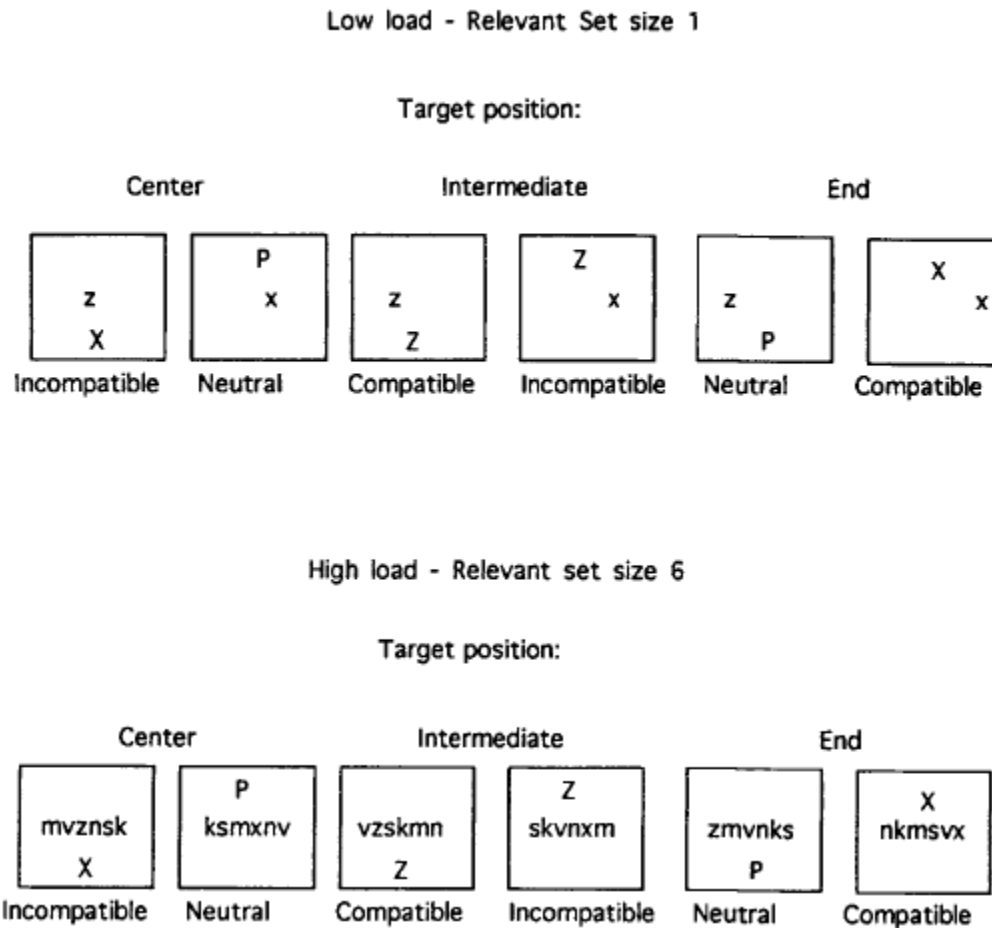 Low load - Relevant Set size 1
Target position:
Center Intermediate End
P Z X
z x z x z x
X Z P
Incompatible Neutral Compatible Incompatible Neutral Compatible
High load - Relevant set size 6
Target position:
Center Intermediate End
P Z X
mvznsk ksmxnv vzskmn skvnxm zmvnks nkmsvx
X Z P
Incompatible Neutral Compatible Incompatible Neutral Compatible